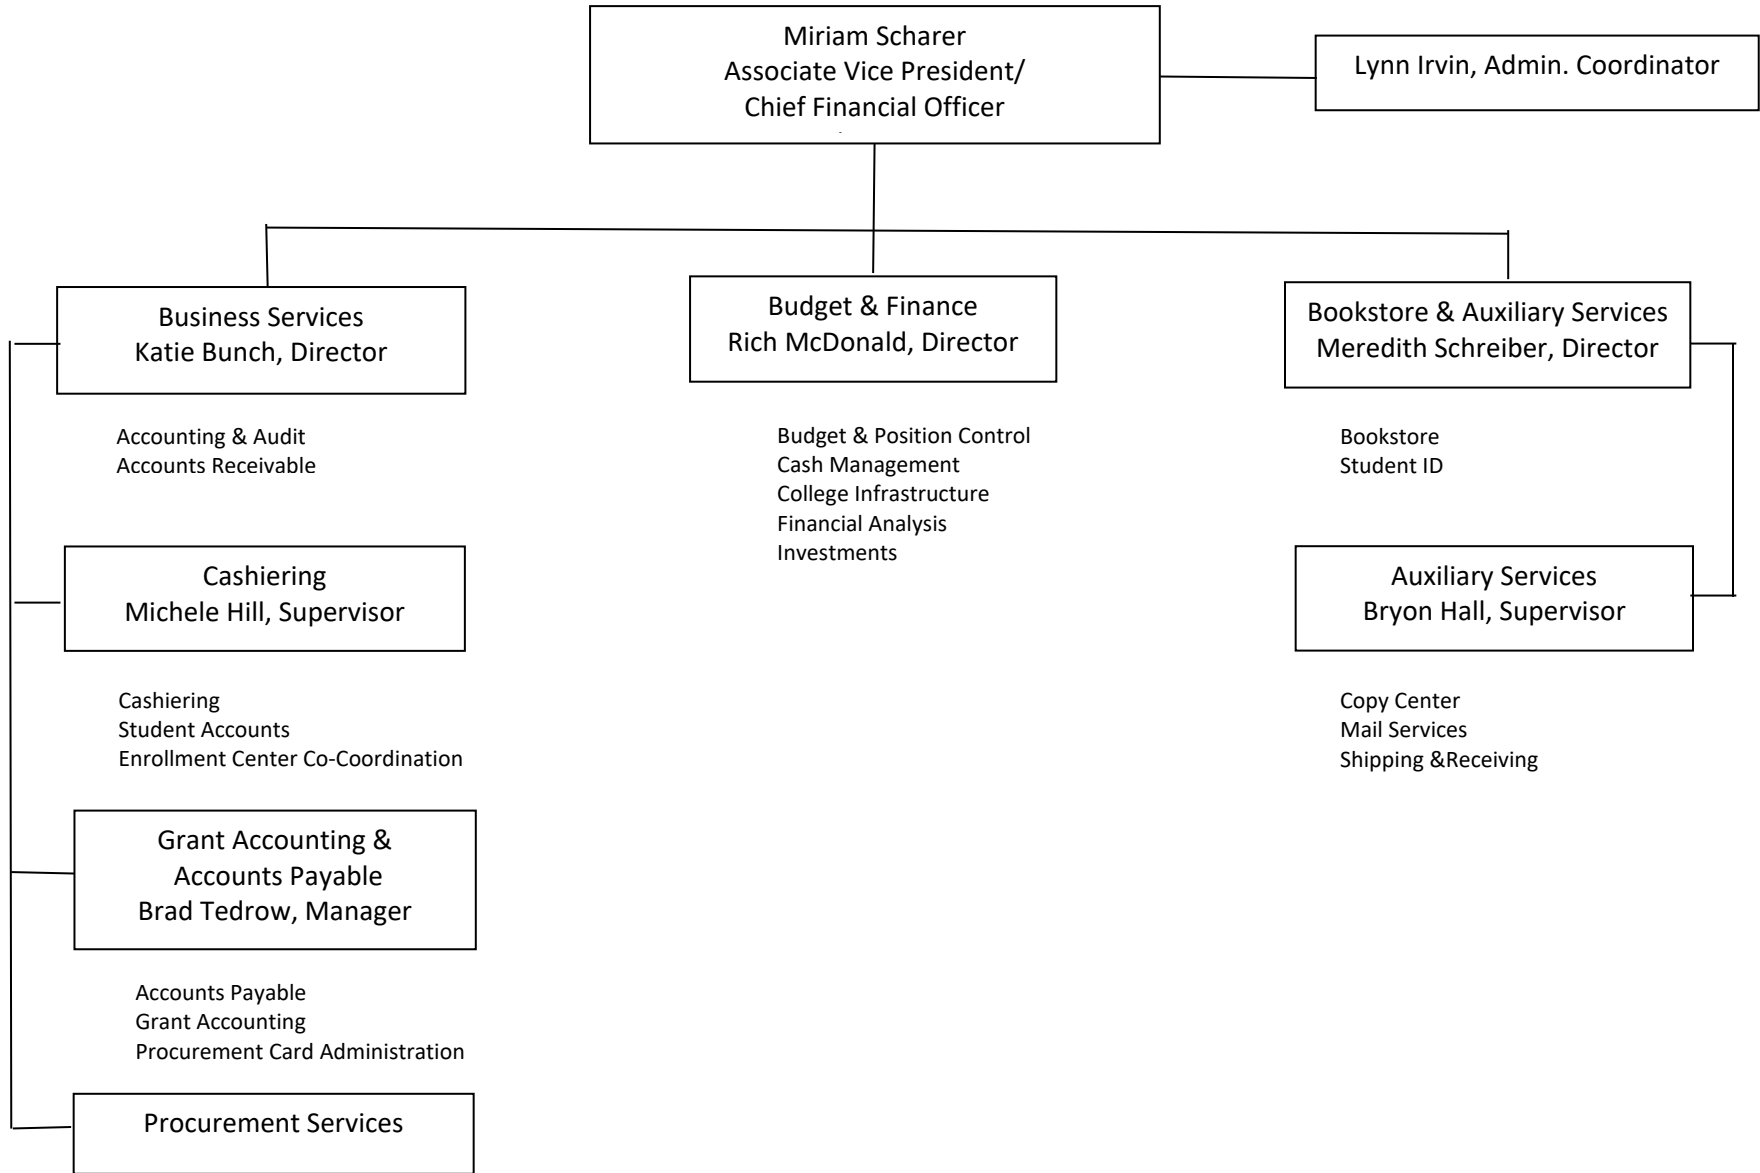 Miriam Scharer
Associate Vice President/
Chief Financial Officer
Lynn Irvin, Admin. Coordinator
Business Services
Katie Bunch, Director
Accounting & Audit
Accounts Receivable
Cashiering
Michele Hill, Supervisor
Cashiering
Student Accounts
Enrollment Center Co-Coordination
Grant Accounting &
Accounts Payable
Brad Tedrow, Manager
Accounts Payable
Grant Accounting
Procurement Card Administration
Procurement Services
Budget & Finance
Rich McDonald, Director
Budget & Position Control
Cash Management
College Infrastructure
Financial Analysis
Investments
Bookstore & Auxiliary Services
Meredith Schreiber, Director
Bookstore
Student ID
Auxiliary Services
Bryon Hall, Supervisor
Copy Center
Mail Services
Shipping &Receiving